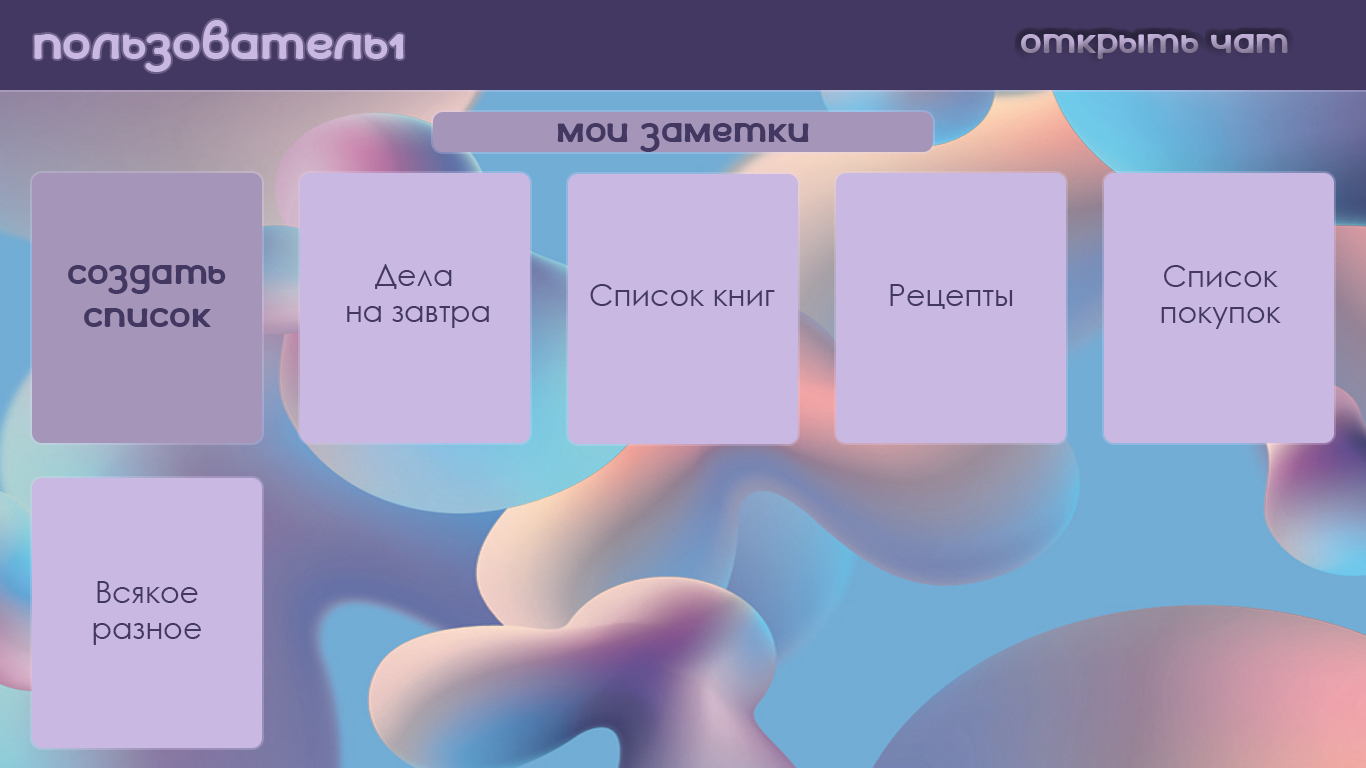 пользователь1
открыть чат
мои заметки
создать
список
Дела
на завтра
Список книг
Рецепты
Список
покупок
Всякое
разное